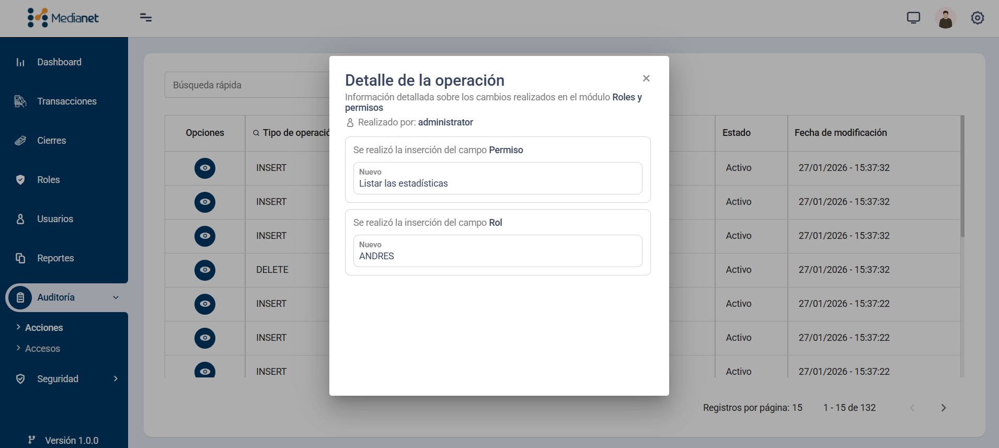 Medianet
Dashboard
Transacciones
Cierres
Roles
Usuarios
Reportes
Auditoría
Acciones
Accesos
Seguridad
Versión 1.0.0
Búsqueda rápida
Opciones Tipo de operació Estado Fecha de modificación
INSERT Activo 27/01/2026 - 15:37:32
INSERT Activo 27/01/2026 - 15:37:32
INSERT Activo 27/01/2026 - 15:37:32
DELETE Activo 27/01/2026 - 15:37:32
INSERT Activo 27/01/2026 - 15:37:22
INSERT Activo 27/01/2026 - 15:37:22
INSERT Activo 27/01/2026 - 15:37:22
Registros por página: 15 1 - 15 de 132
Detalle de la operación
Información detallada sobre los cambios realizados en el módulo Roles y
permisos
Realizado por: administrator
Se realizó la inserción del campo Permiso
Nuevo
Listar las estadísticas
Se realizó la inserción del campo Rol
Nuevo
ANDRES